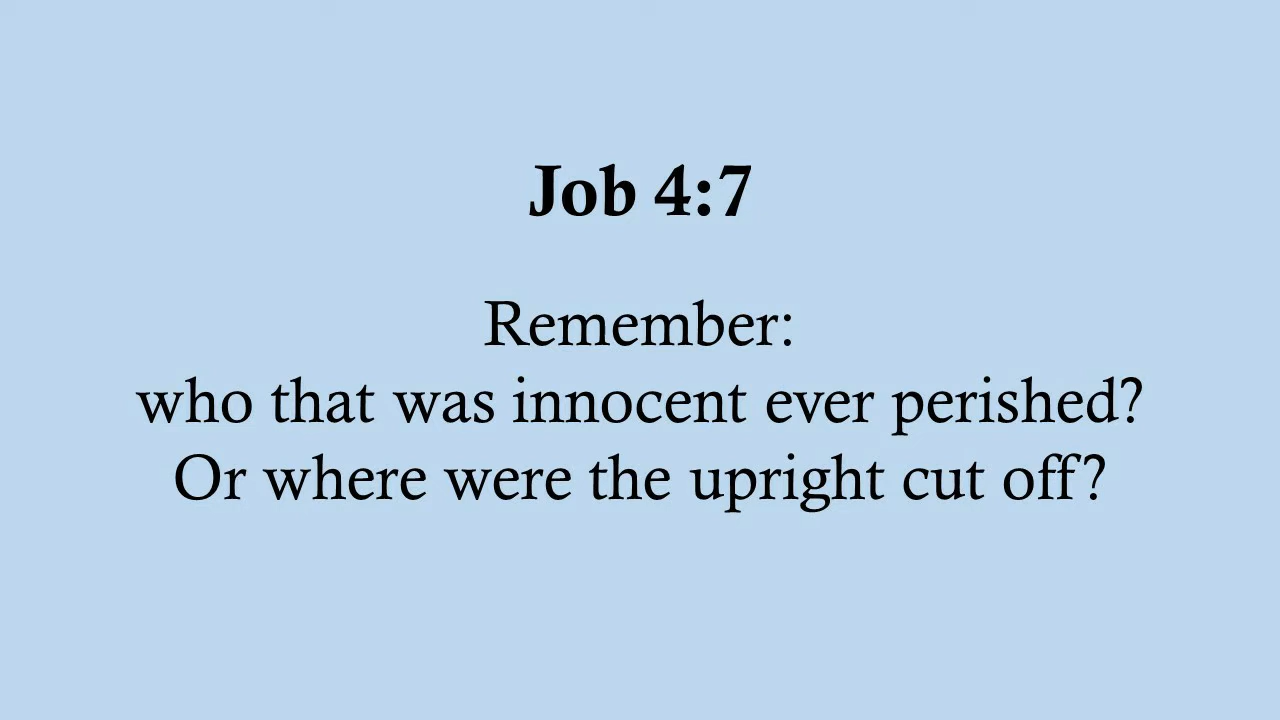 Job 4:7
Remember:
who that was innocent ever perished?
Or where were the upright cut off?